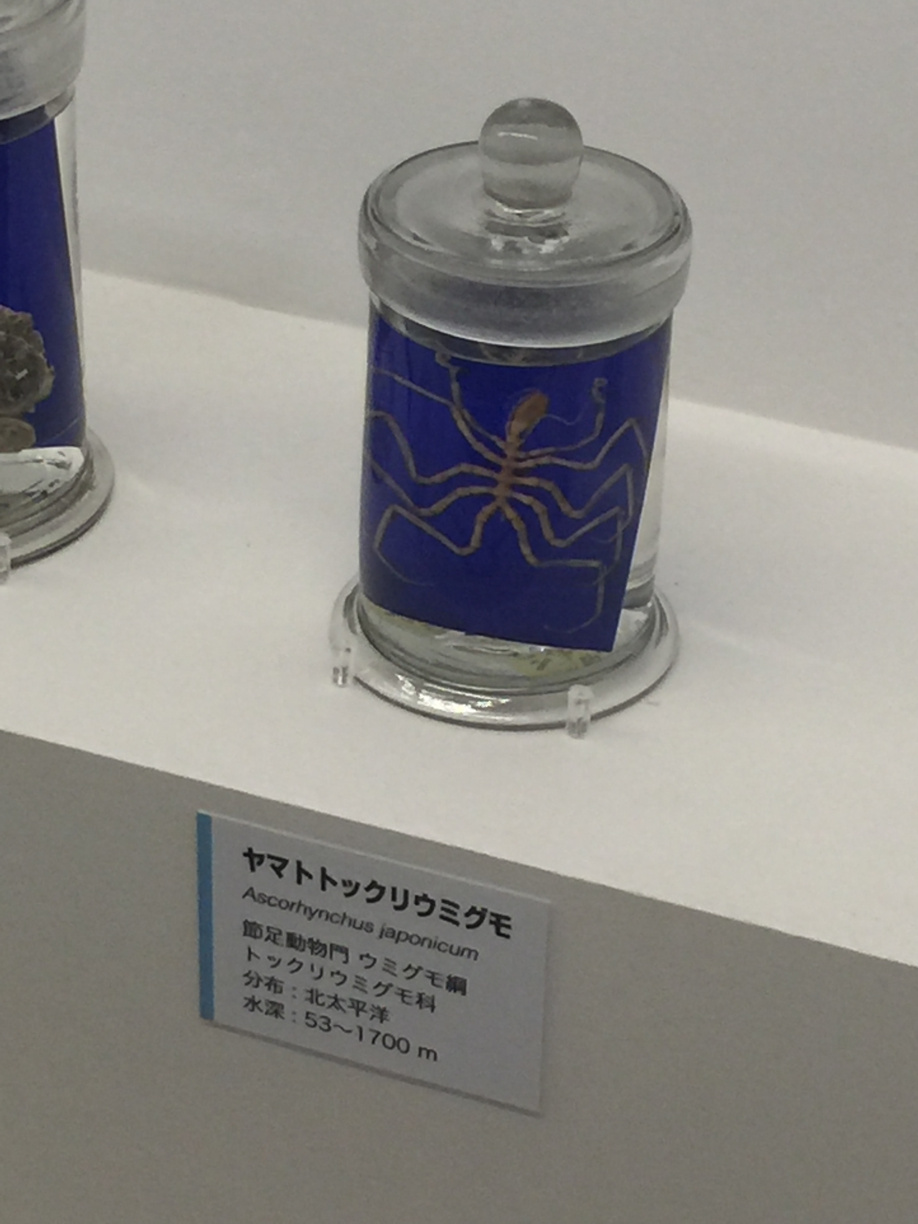 ヤマトトックリウミグモ
Ascorhynchus japonicum
節足動物門 ウミグモ綱
トックリウミグモ科
分布：北太平洋
水深：53〜1700 m